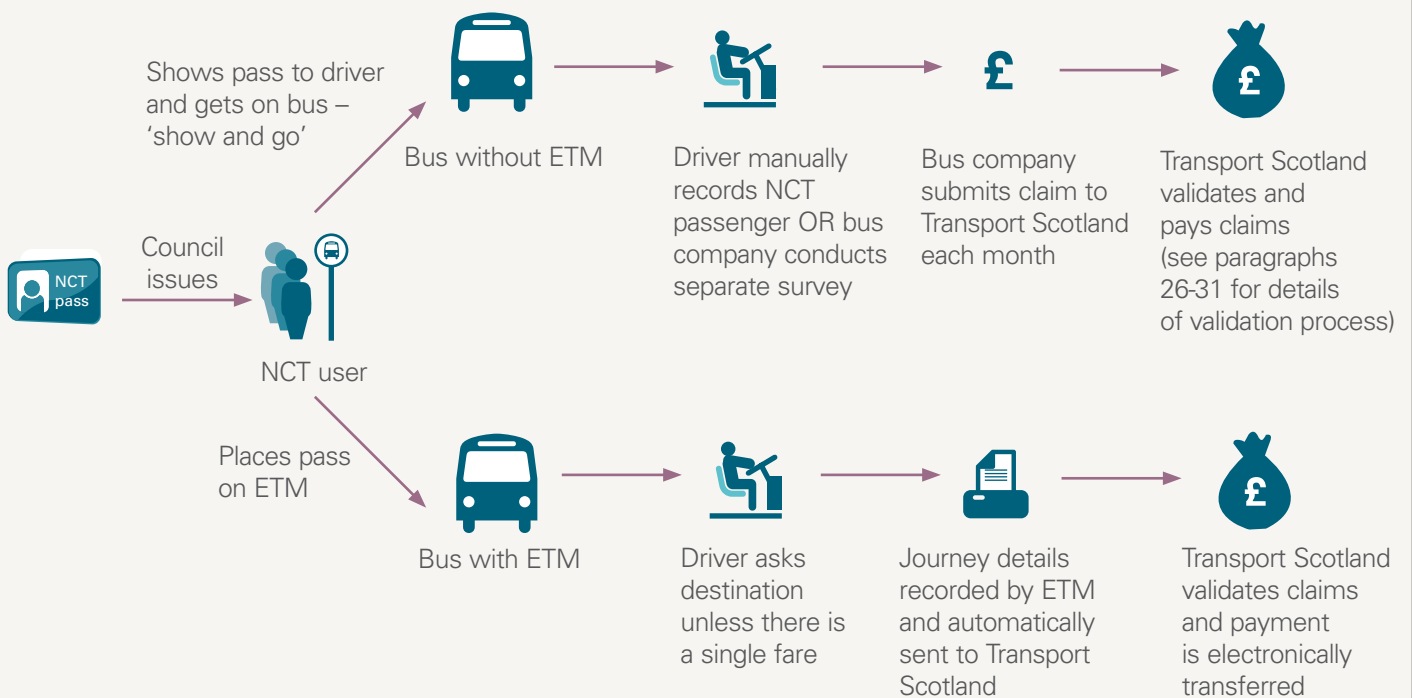 Shows pass to driver
and gets on bus –
‘show and go’
Bus without ETM
Driver manually
records NCT
passenger OR bus
company conducts
separate survey
£
Bus company
submits claim to
Transport Scotland
each month
£
Transport Scotland
validates and
pays claims
(see paragraphs
26-31 for details
of validation process)
NCT
pass
Council
issues
NCT user
Places pass
on ETM
Bus with ETM
Driver asks
destination
unless there is
a single fare
Journey details
recorded by ETM
and automatically
sent to Transport
Scotland
£
Transport Scotland
validates claims
and payment
is electronically
transferred